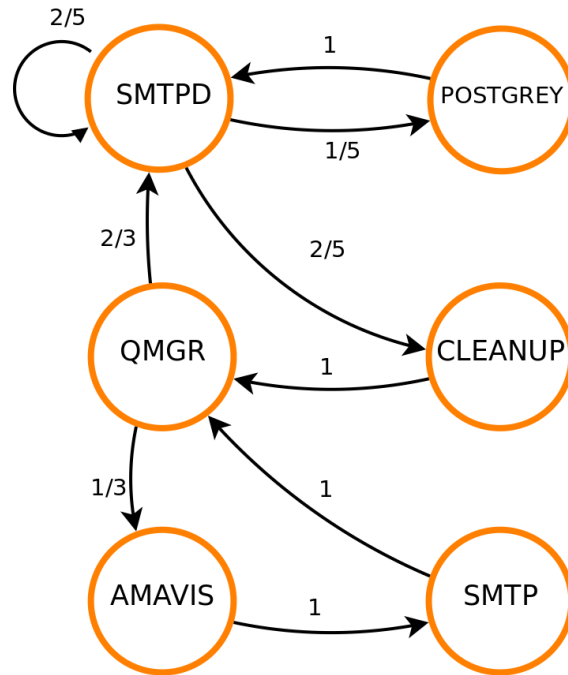 2/5
SMTPD
1
POSTGREY
1/5
2/3
2/5
QMGR
CLEANUP
1
1/3
1
AMAVIS
1
SMTP